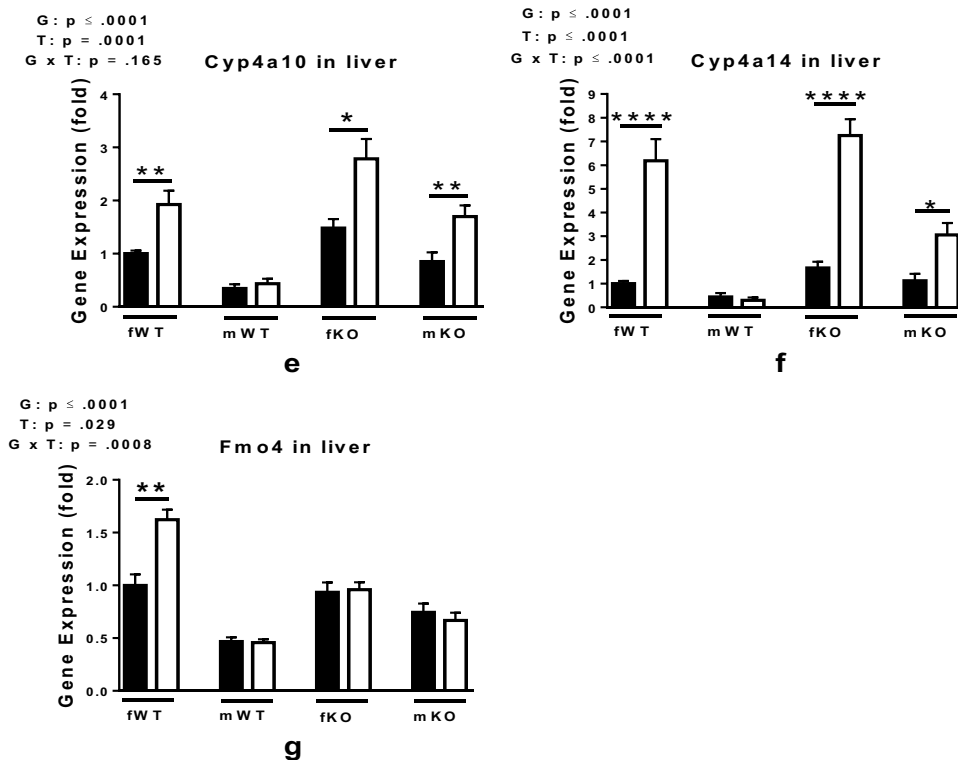 G: p ≤ .0001
T: p = .0001
G x T: p = .165
Cyp4a10 in liver
Gene Expression (fold)
4
3
2
1
0
**
*
**
fWT
mWT
fKO
mKO
e
G: p ≤ .0001
T: p ≤ .0001
G x T: p ≤ .0001
Cyp4a14 in liver
Gene Expression (fold)
9
8
7
6
5
4
3
2
1
0
****
****
*
fWT
mWT
fKO
mKO
f
G: p ≤ .0001
T: p = .029
G x T: p = .0008
Fmo4 in liver
Gene Expression (fold)
2.0
1.5
1.0
0.5
0.0
**
fWT
mWT
fKO
mKO
g